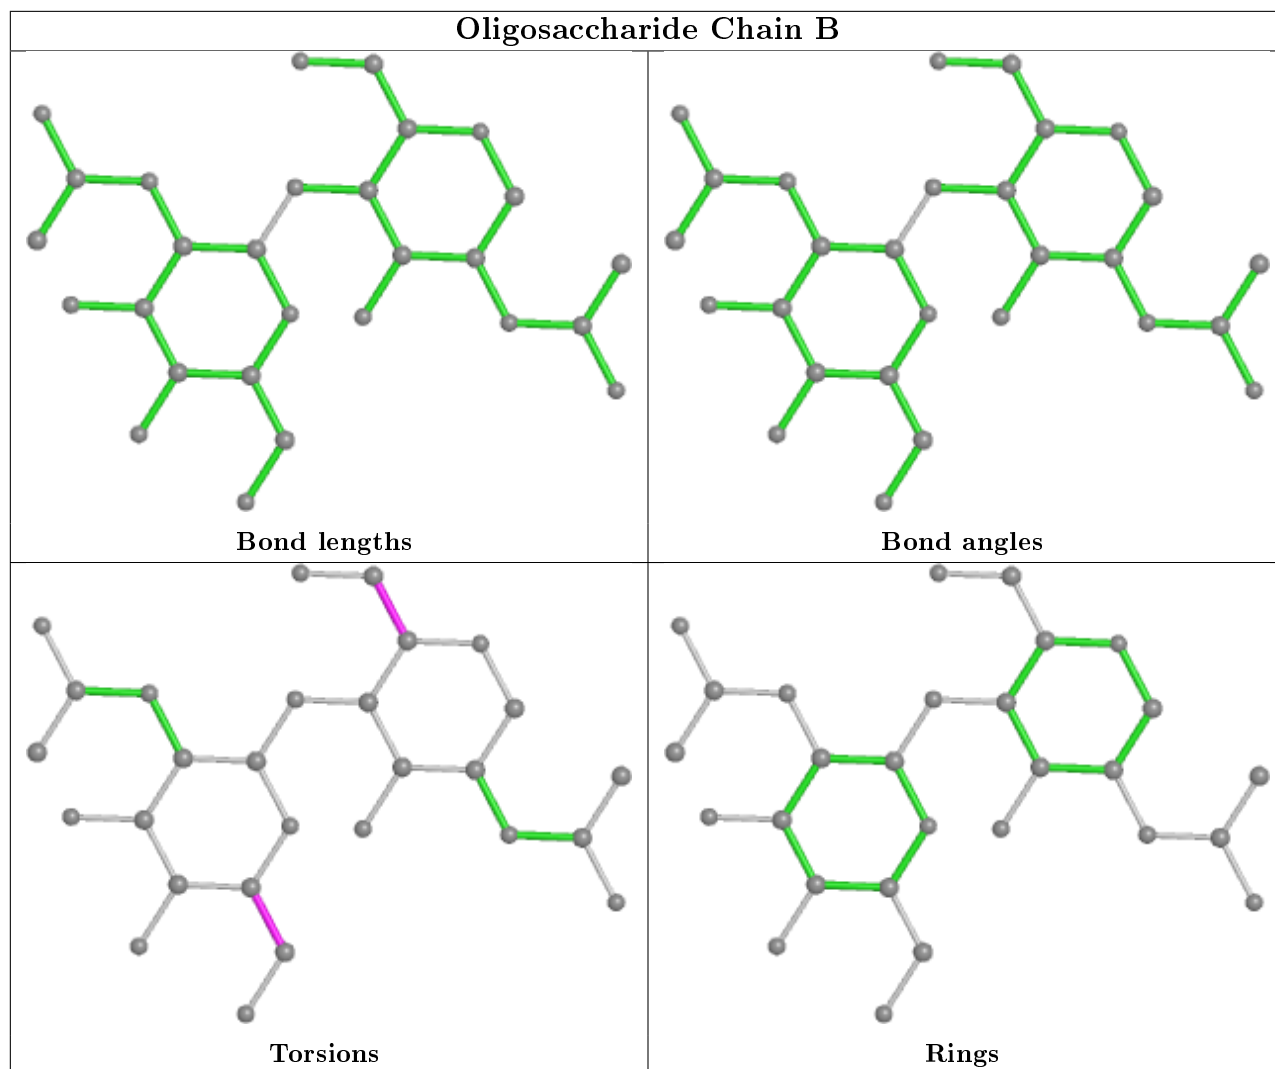 Oligosaccharide Chain B
Bond lengths
Bond angles
Torsions
Rings